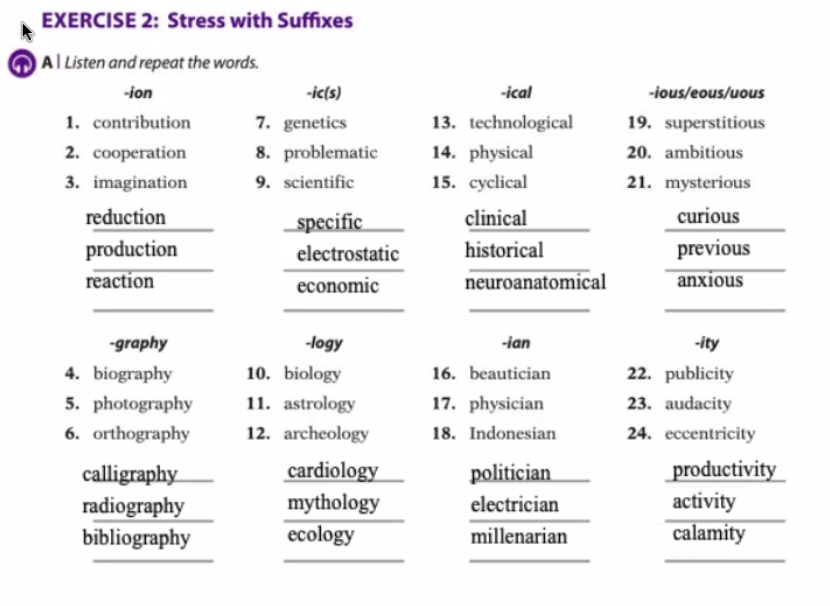 EXERCISE 2: Stress with Suffixes
A | Listen and repeat the words.
-ion -ic(s) -ical -ious/eous/uous
1. contribution 7. genetics 13. technological 19. superstitious
2. cooperation 8. problematic 14. physical 20. ambitious
3. imagination 9. scientific 15. cyclical 21. mysterious
reduction specific clinical curious
production electrostatic historical previous
reaction economic neuroanatomical anxious
-graphy -logy -ian -ity
4. biography 10. biology 16. beautician 22. publicity
5. photography 11. astrology 17. physician 23. audacity
6. orthography 12. archeology 18. Indonesian 24. eccentricity
calligraphy cardiology politician productivity
radiography mythology electrician activity
bibliography ecology millenarian calamity